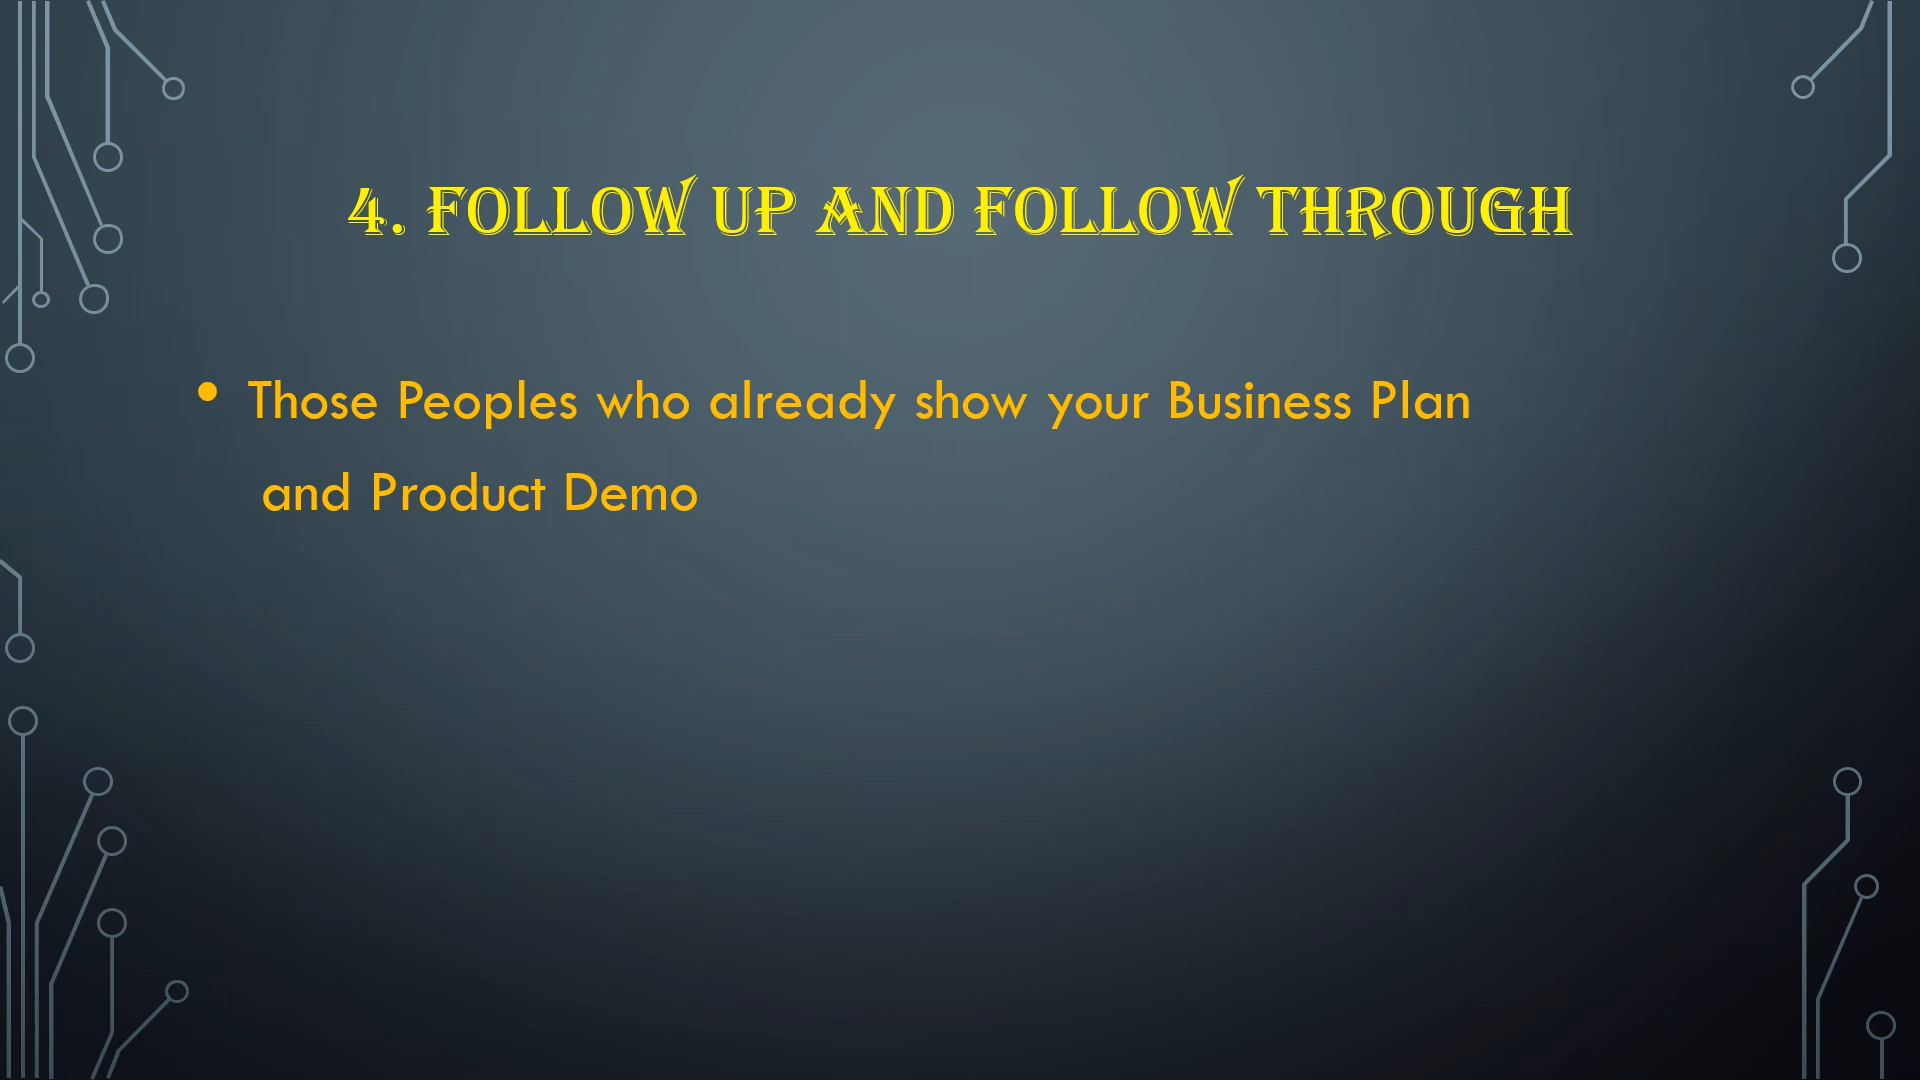 4. FOLLOW UP AND FOLLOW THROUGH
• Those Peoples who already show your Business Plan
and Product Demo